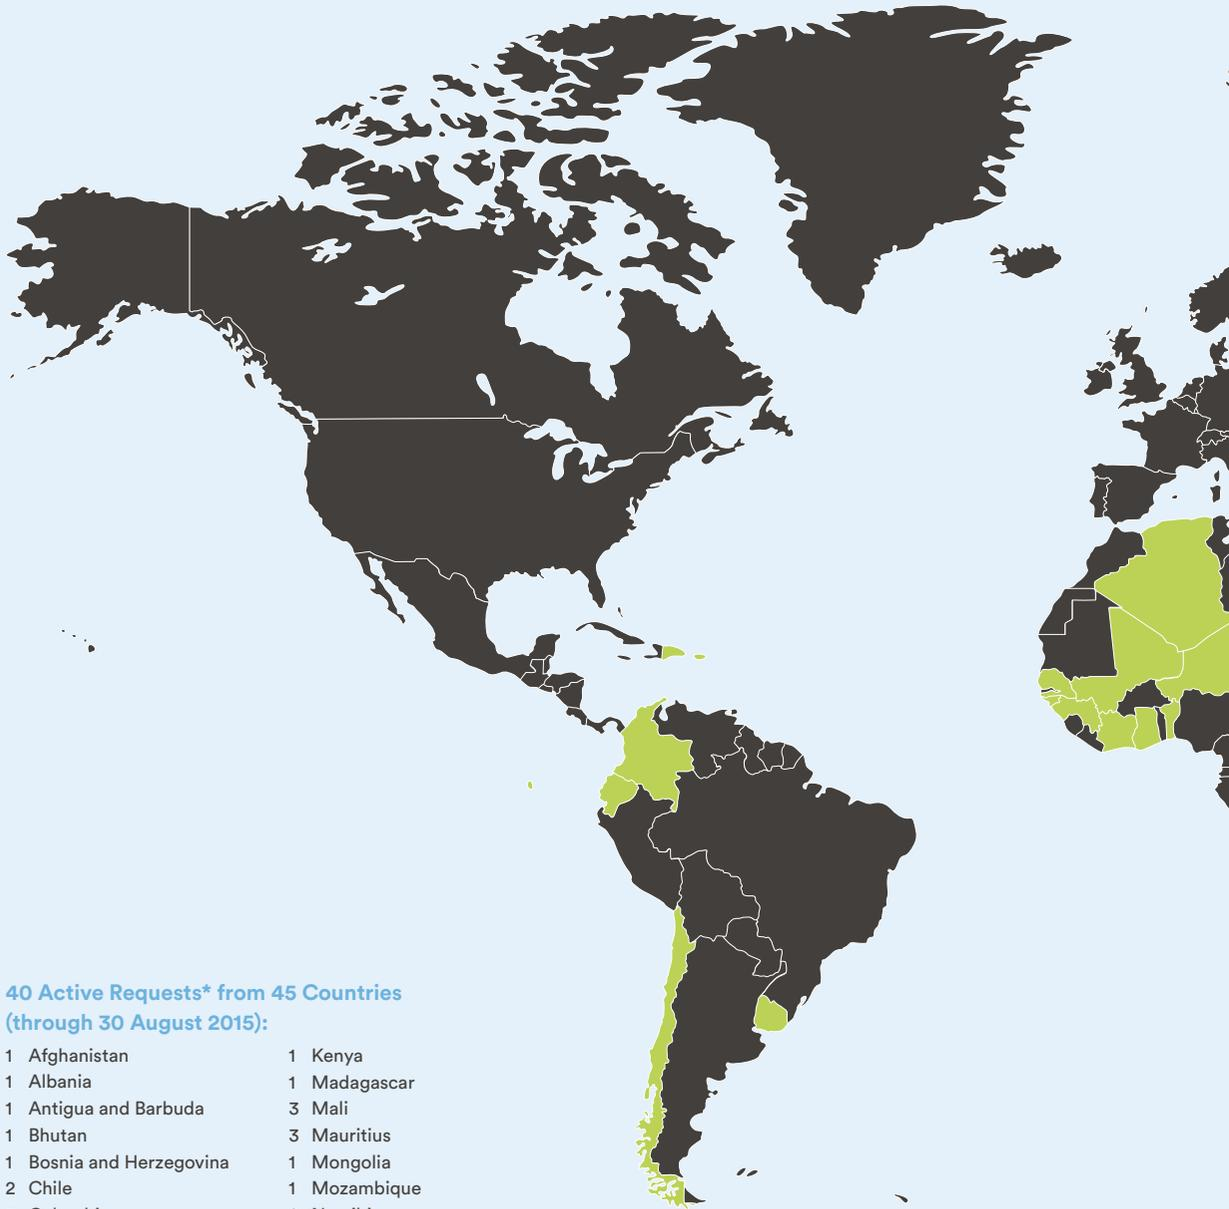 40 Active Requests* from 45 Countries
(through 30 August 2015):
1 Afghanistan
1 Albania
1 Antigua and Barbuda
1 Bhutan
1 Bosnia and Herzegovina
2 Chile
1 Kenya
1 Madagascar
3 Mali
3 Mauritius
1 Mongolia
1 Mozambique